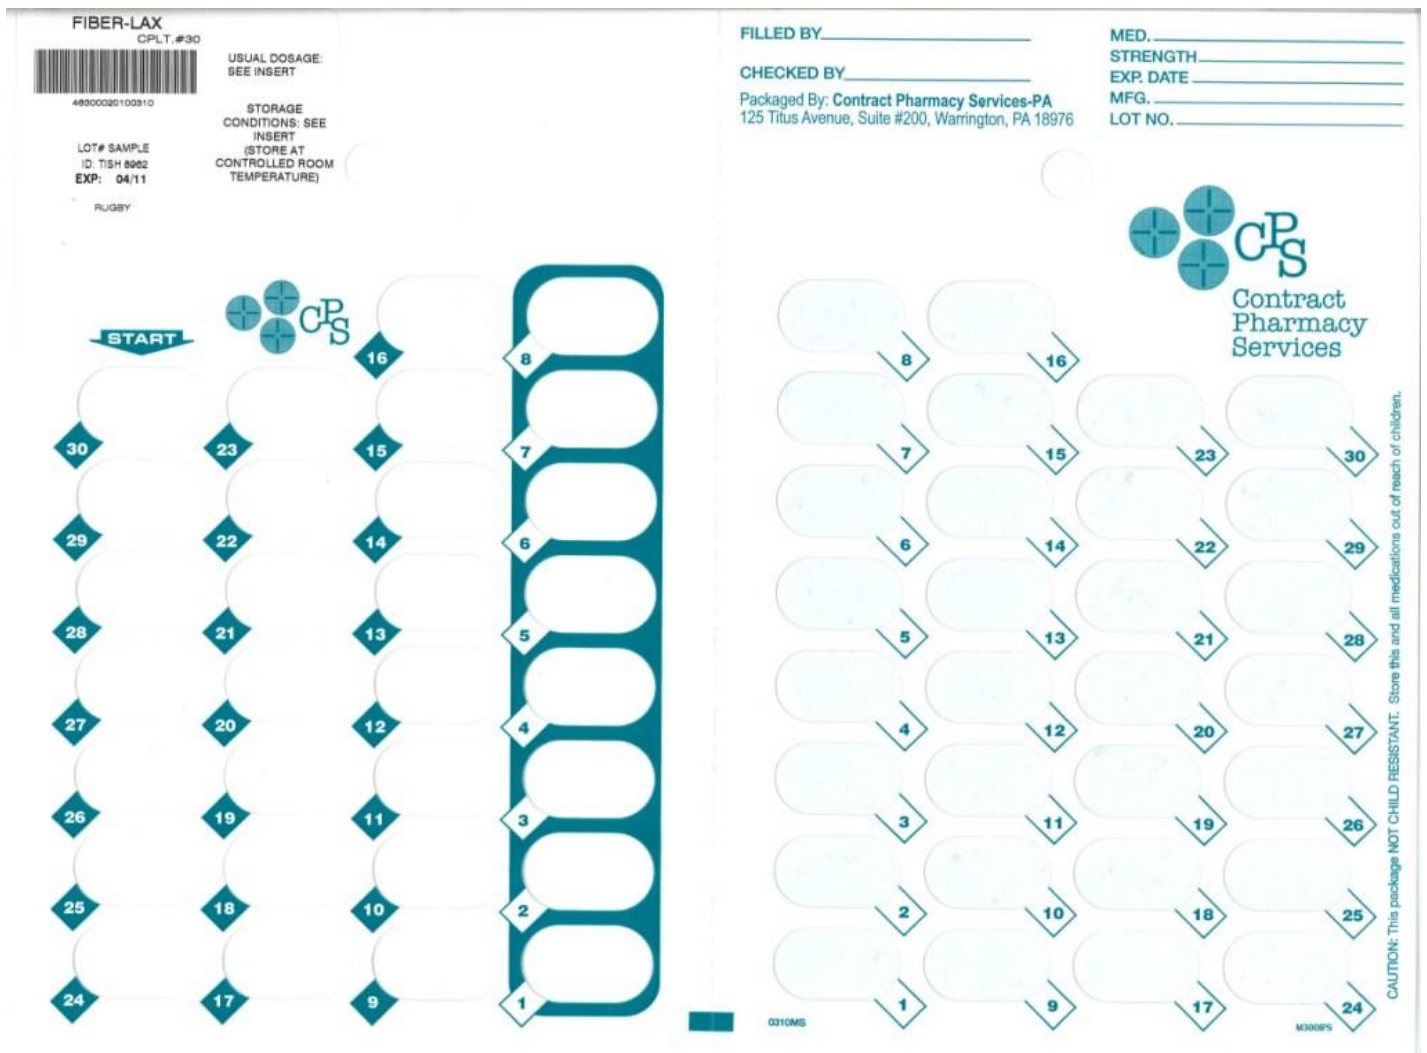 FIBER-LAX
CPLT.#30
46300020100310
LOT# SAMPLE
ID: TISH 8962
EXP: 04/11
RUGBY
USUAL DOSAGE:
SEE INSERT
STORAGE
CONDITIONS: SEE
INSERT
(STORE AT
CONTROLLED ROOM
TEMPERATURE)
START
CPS
16 8
30 23 15 7
29 22 14 6
28 21 13 5
27 20 12 4
26 19 11 3
25 18 10 2
24 17 9 1
FILLED BY
CHECKED BY
Packaged By: Contract Pharmacy Services-PA
125 Titus Avenue, Suite #200, Warrington, PA 18976
MED.
STRENGTH
EXP. DATE
MFG.
LOT NO.
CPS
Contract
Pharmacy
Services
8 16
7 15 23 30
6 14 22 29
5 13 21 28
4 12 20 27
3 11 19 26
2 10 18 25
1 9 17 24
0310MS
M300IPS
CAUTION: This package NOT CHILD RESISTANT. Store this and all medications out of reach of children.